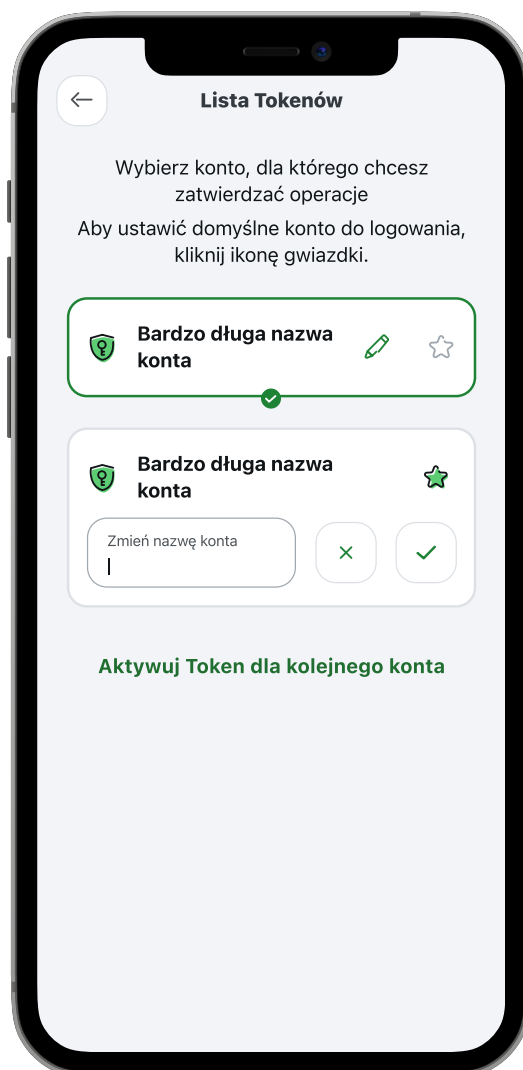 Lista Tokenów
Wybierz konto, dla którego chcesz
zatwierdzać operacje
Aby ustawić domyślne konto do logowania,
kliknij ikonę gwiazdki.
Bardzo długa nazwa
konta
Bardzo długa nazwa
konta
Zmień nazwę konta
Aktywuj Token dla kolejnego konta